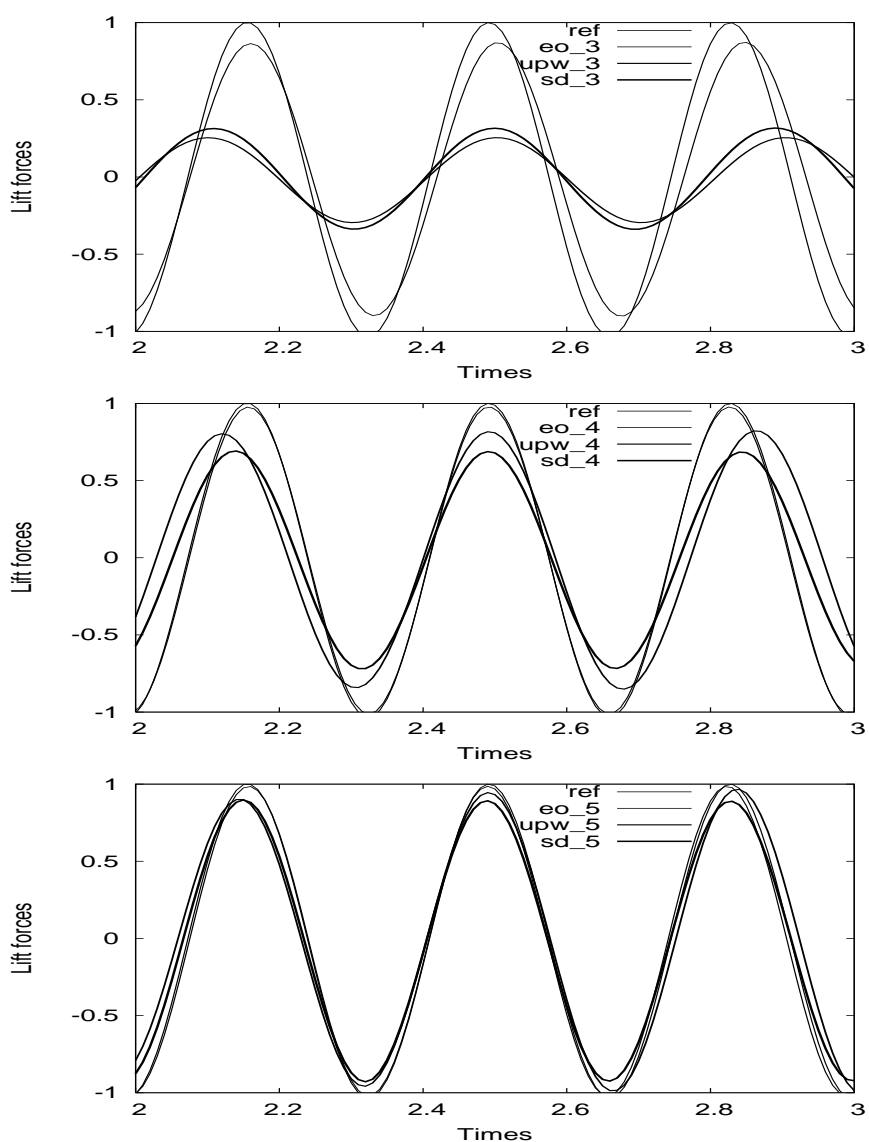 1
0.5
0
-0.5
-1
Lift forces
ref
eo_3
upw_3
sd_3
2 2.2 2.4 2.6 2.8 3
Times
1
0.5
0
-0.5
-1
Lift forces
ref
eo_4
upw_4
sd_4
2 2.2 2.4 2.6 2.8 3
Times
1
0.5
0
-0.5
-1
Lift forces
ref
eo_5
upw_5
sd_5
2 2.2 2.4 2.6 2.8 3
Times